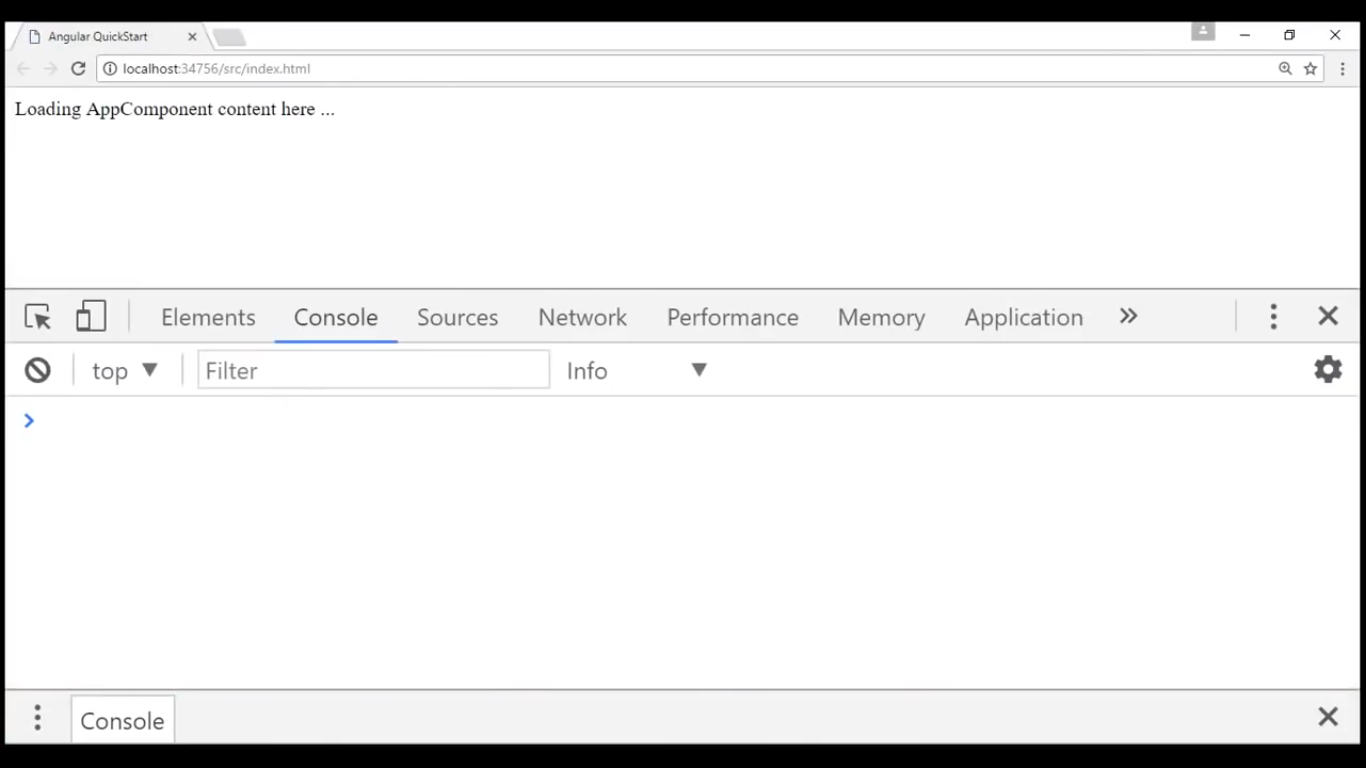 Angular QuickStart
localhost:34756/src/index.html
Loading AppComponent content here ...
Elements Console Sources Network Performance Memory Application
top Filter Info
Console